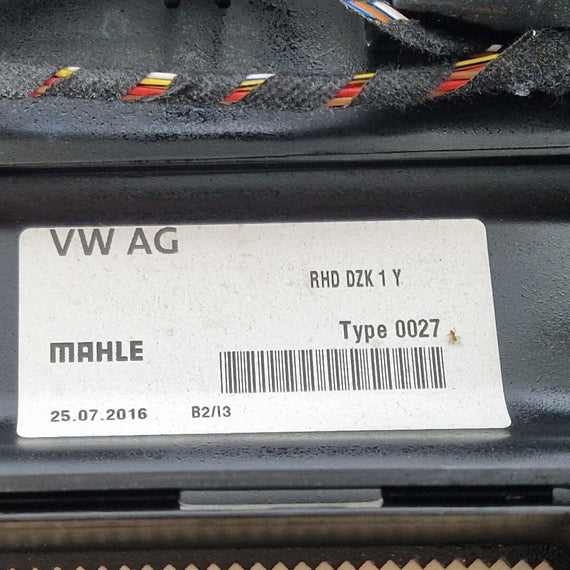 VW AG
RHD DZK 1 Y
Type 0027
MAHLE
25.07.2016 B2/I3